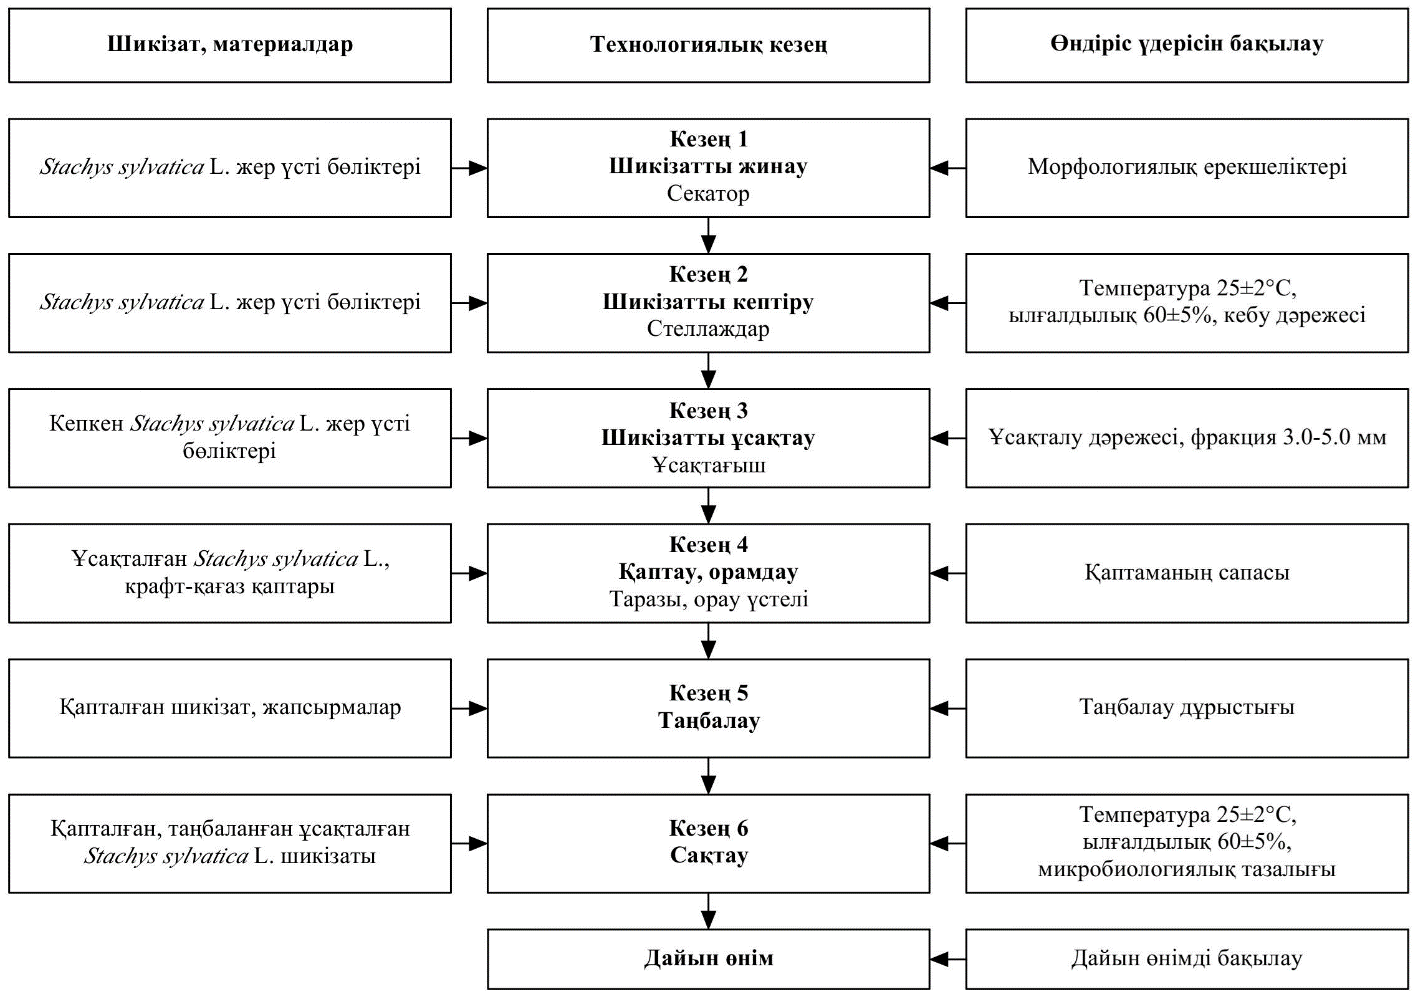 Шикізат, материалдар
Технологиялық кезең
Өндіріс үдерісін бақылау
Stachys sylvatica L. жер үсті бөліктері
Кезең 1
Шикізатты жинау
Секатор
Морфологиялық ерекшеліктері
Stachys sylvatica L. жер үсті бөліктері
Кезең 2
Шикізатты кептіру
Стеллаждар
Температура 25±2°С,
ылғалдылық 60±5%, кебу дәрежесі
Кепкен Stachys sylvatica L. жер үсті
бөліктері
Кезең 3
Шикізатты ұсақтау
Ұсақтағыш
Ұсақталу дәрежесі, фракция 3.0-5.0 мм
Ұсақталған Stachys sylvatica L.,
крафт-қағаз қаптары
Кезең 4
Қаптау, орамдау
Таразы, орау үстелі
Қаптаманың сапасы
Қапталған шикізат, жапсырмалар
Кезең 5
Таңбалау
Таңбалау дұрыстығы
Қапталған, таңбаланған ұсақталған
Stachys sylvatica L. шикізаты
Кезең 6
Сақтау
Температура 25±2°С,
ылғалдылық 60±5%,
микробиологиялық тазалығы
Дайын өнім
Дайын өнімді бақылау